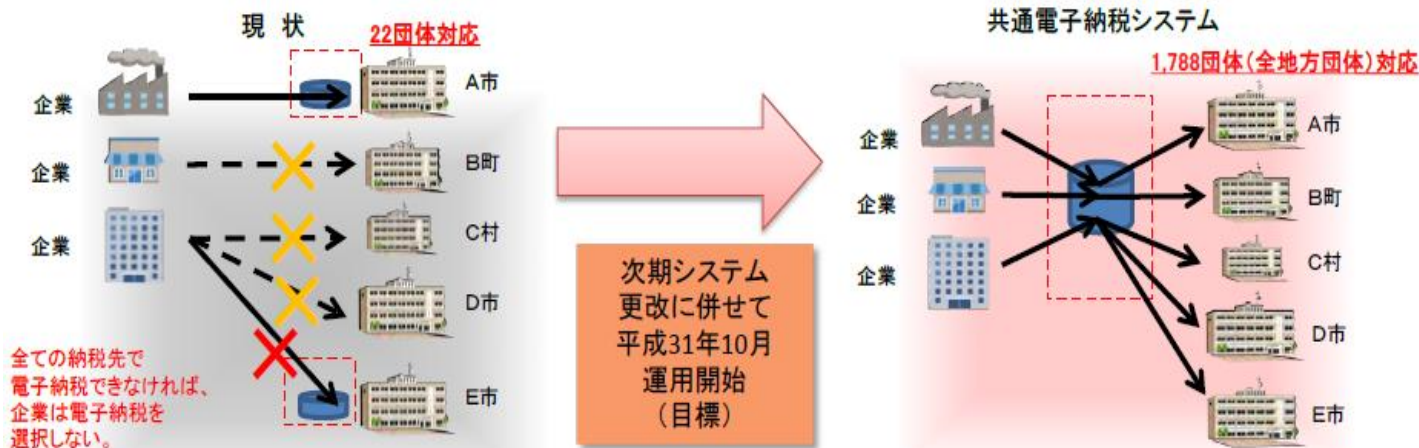 現 状
22団体対応
企業
A市
企業
B町
企業
C村
D市
E市
全ての納税先で
電子納税できなければ、
企業は電子納税を
選択しない。
次期システム
更改に併せて
平成31年10月
運用開始
（目標）
共通電子納税システム
1,788団体（全地方団体）対応
企業
A市
企業
B町
企業
C村
D市
E市